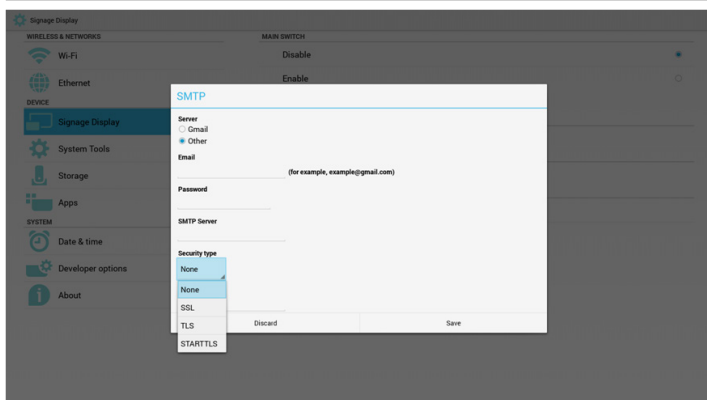 Signage Display
WIRELESS & NETWORKS
MAIN SWITCH
Wi-Fi
Disable
Ethernet
Enable
DEVICE
Signage Display
System Tools
Storage
Apps
SYSTEM
Date & time
Developer options
About
SMTP
Server
Gmail
Other
Email
(for example, example@gmail.com)
Password
SMTP Server
Security type
None
None
SSL
TLS
STARTTLS
Discard
Save